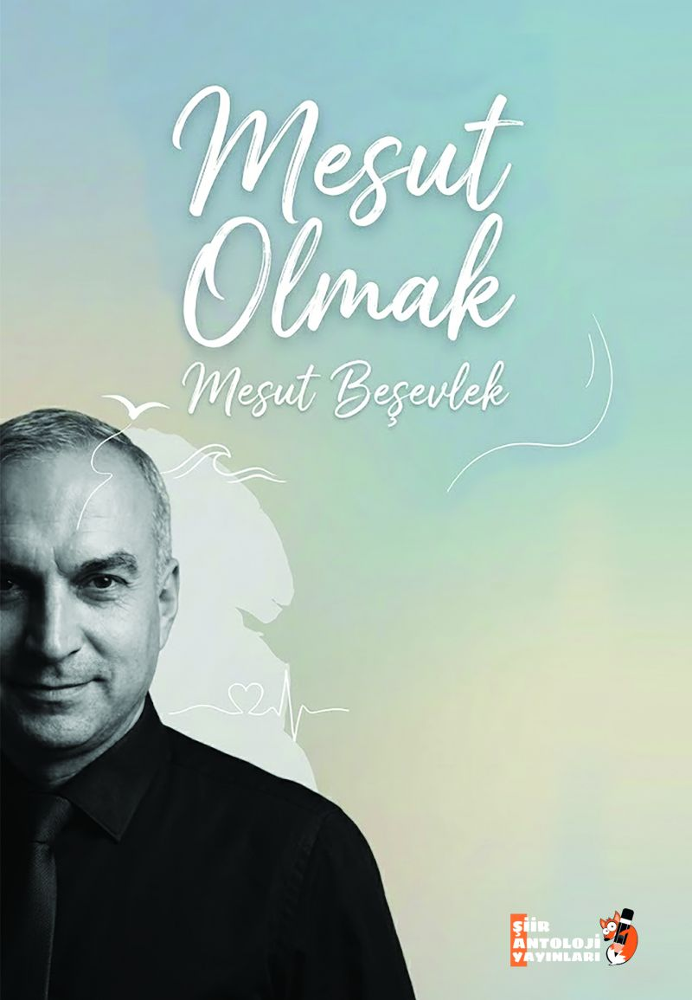 Mesut
Olmak
Mesut Beşevlek
ŞİİR
ANTOLOJİ
YAYINLARI